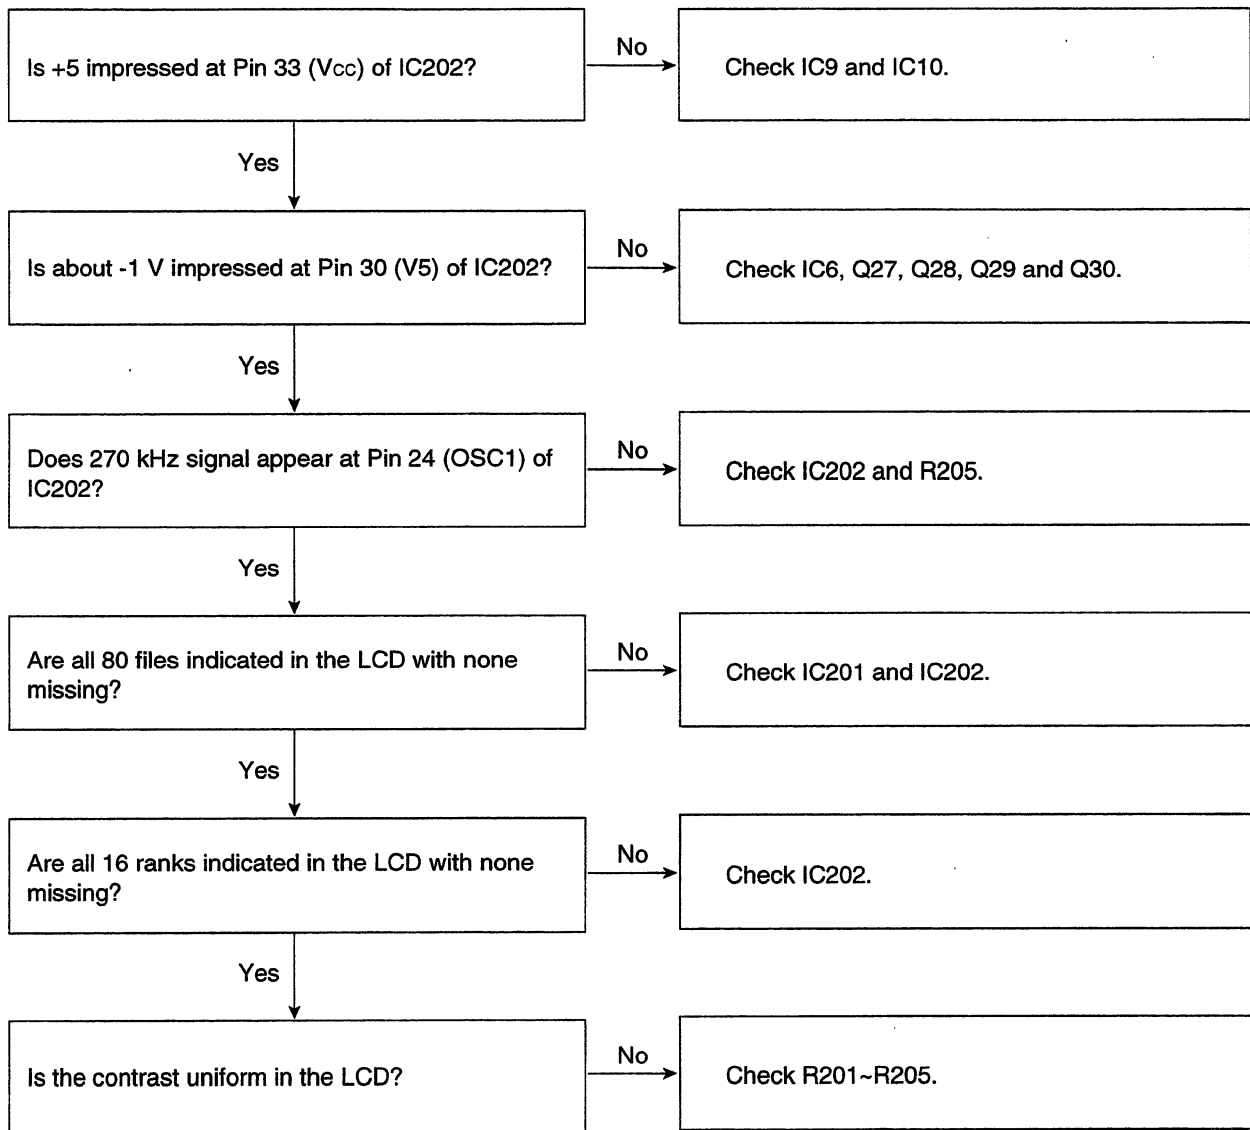 Is +5 impressed at Pin 33 (Vcc) of IC202?
No
Check IC9 and IC10.
Yes
Is about -1 V impressed at Pin 30 (V5) of IC202?
No
Check IC6, Q27, Q28, Q29 and Q30.
Yes
Does 270 kHz signal appear at Pin 24 (OSC1) of
IC202?
No
Check IC202 and R205.
Yes
Are all 80 files indicated in the LCD with none
missing?
No
Check IC201 and IC202.
Yes
Are all 16 ranks indicated in the LCD with none
missing?
No
Check IC202.
Yes
Is the contrast uniform in the LCD?
No
Check R201~R205.